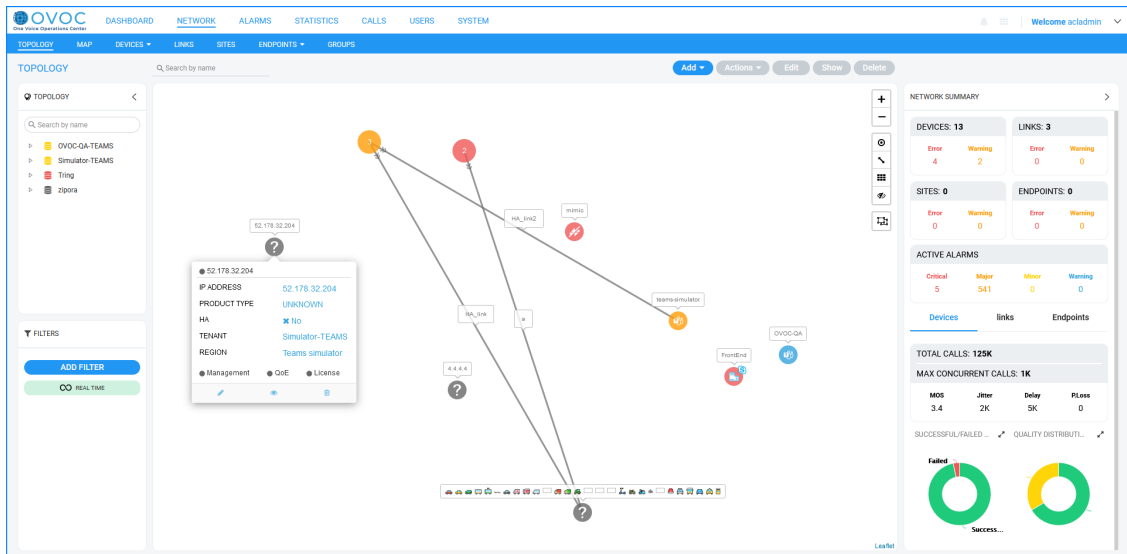 OVOC
One Voice Operations Center
DASHBOARD NETWORK ALARMS STATISTICS CALLS USERS SYSTEM
Welcome acladmin
TOPOLOGY MAP DEVICES LINKS SITES ENDPOINTS GROUPS
TOPOLOGY
Search by name
Add Actions Edit Show Delete
TOPOLOGY
Search by name
OVOC-QA-TEAMS
Simulator-TEAMS
Tring
zipora
FILTERS
ADD FILTER
REAL TIME
3
2
HA_link2
mimic
52.178.32.204
?
52.178.32.204
IP ADDRESS 52.178.32.204
PRODUCT TYPE UNKNOWN
HA No
TENANT Simulator-TEAMS
REGION Teams simulator
Management QoE License
HA_link
a
teams-simulator
OVOC-QA
FrontEnd
S
4.4.4.4
?
?
Leaflet
+
−
NETWORK SUMMARY
DEVICES: 13
Error Warning
4 2
LINKS: 3
Error Warning
0 0
SITES: 0
Error Warning
0 0
ENDPOINTS: 0
Error Warning
0 0
ACTIVE ALARMS
Critical Major Minor Warning
5 541 0 0
Devices links Endpoints
TOTAL CALLS: 125K
MAX CONCURRENT CALLS: 1K
MOS Jitter Delay P.Loss
3.4 2K 5K 0
SUCCESSFUL/FAILED ... QUALITY DISTRIBUTI...
Failed
Success...